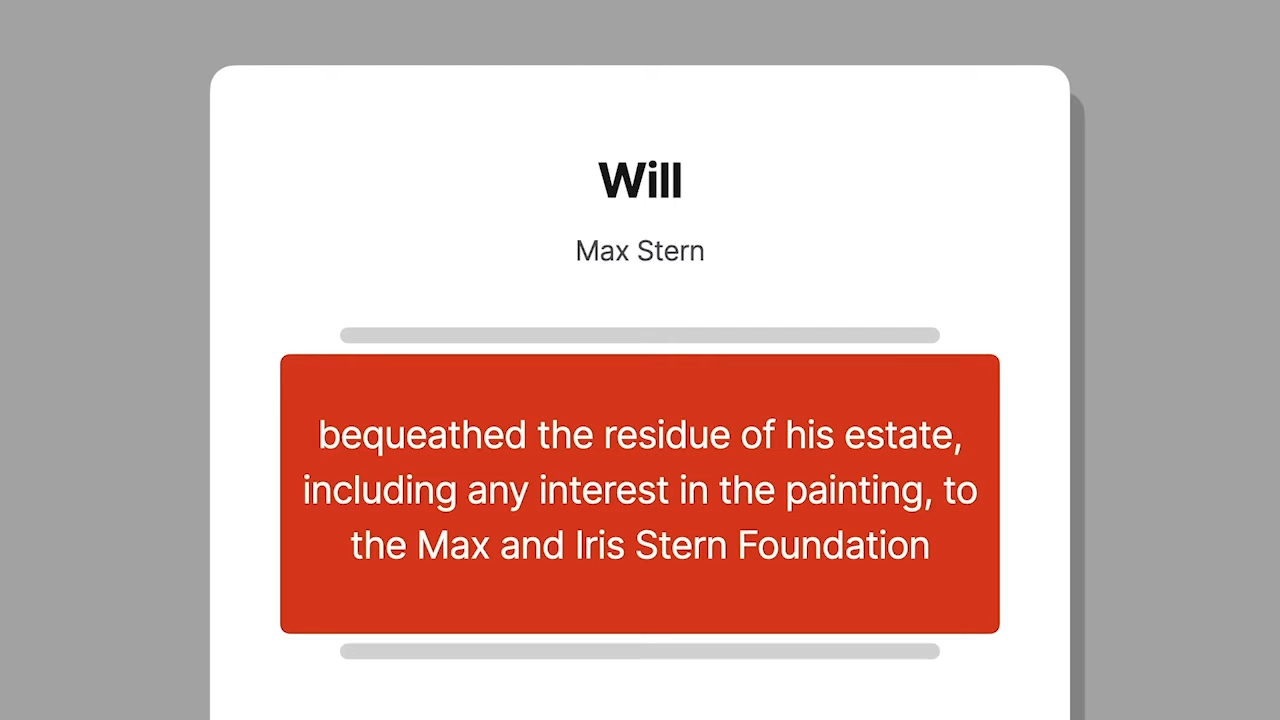 Will
Max Stern
bequeathed the residue of his estate,
including any interest in the painting, to
the Max and Iris Stern Foundation